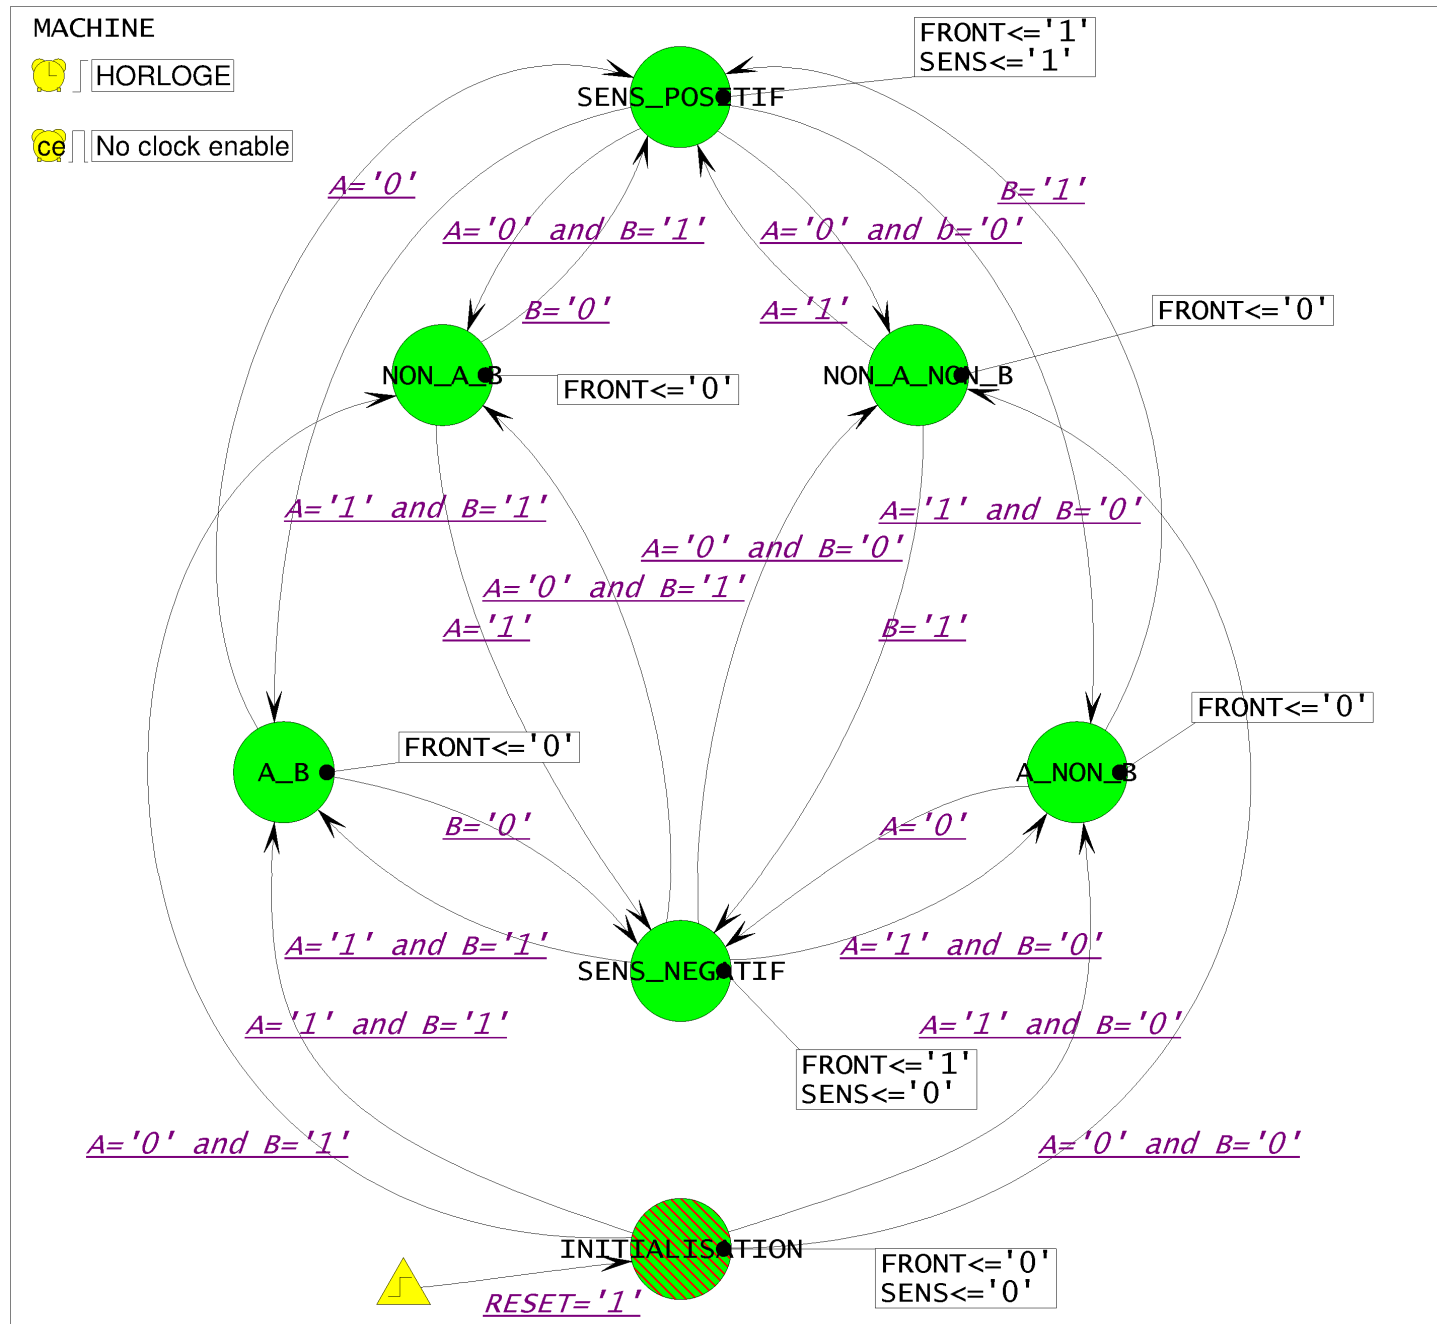 MACHINE
HORLOGE
ce
No clock enable
FRONT<='1'
SENS<='1'
SENS_POSITIF
A='0'
B='1'
A='0' and B='1'
A='0' and b='0'
B='0'
A='1'
FRONT<='0'
NON_A_B
FRONT<='0'
NON_A_NON_B
A='1' and B='1'
A='1' and B='0'
A='0' and B='0'
A='0' and B='1'
A='1'
B='1'
FRONT<='0'
FRONT<='0'
A_B
A_NON_B
B='0'
A='0'
A='1' and B='1'
A='1' and B='0'
SENS_NEGATIF
A='1' and B='1'
A='1' and B='0'
FRONT<='1'
SENS<='0'
A='0' and B='1'
A='0' and B='0'
INITIALISATION
FRONT<='0'
SENS<='0'
RESET='1'